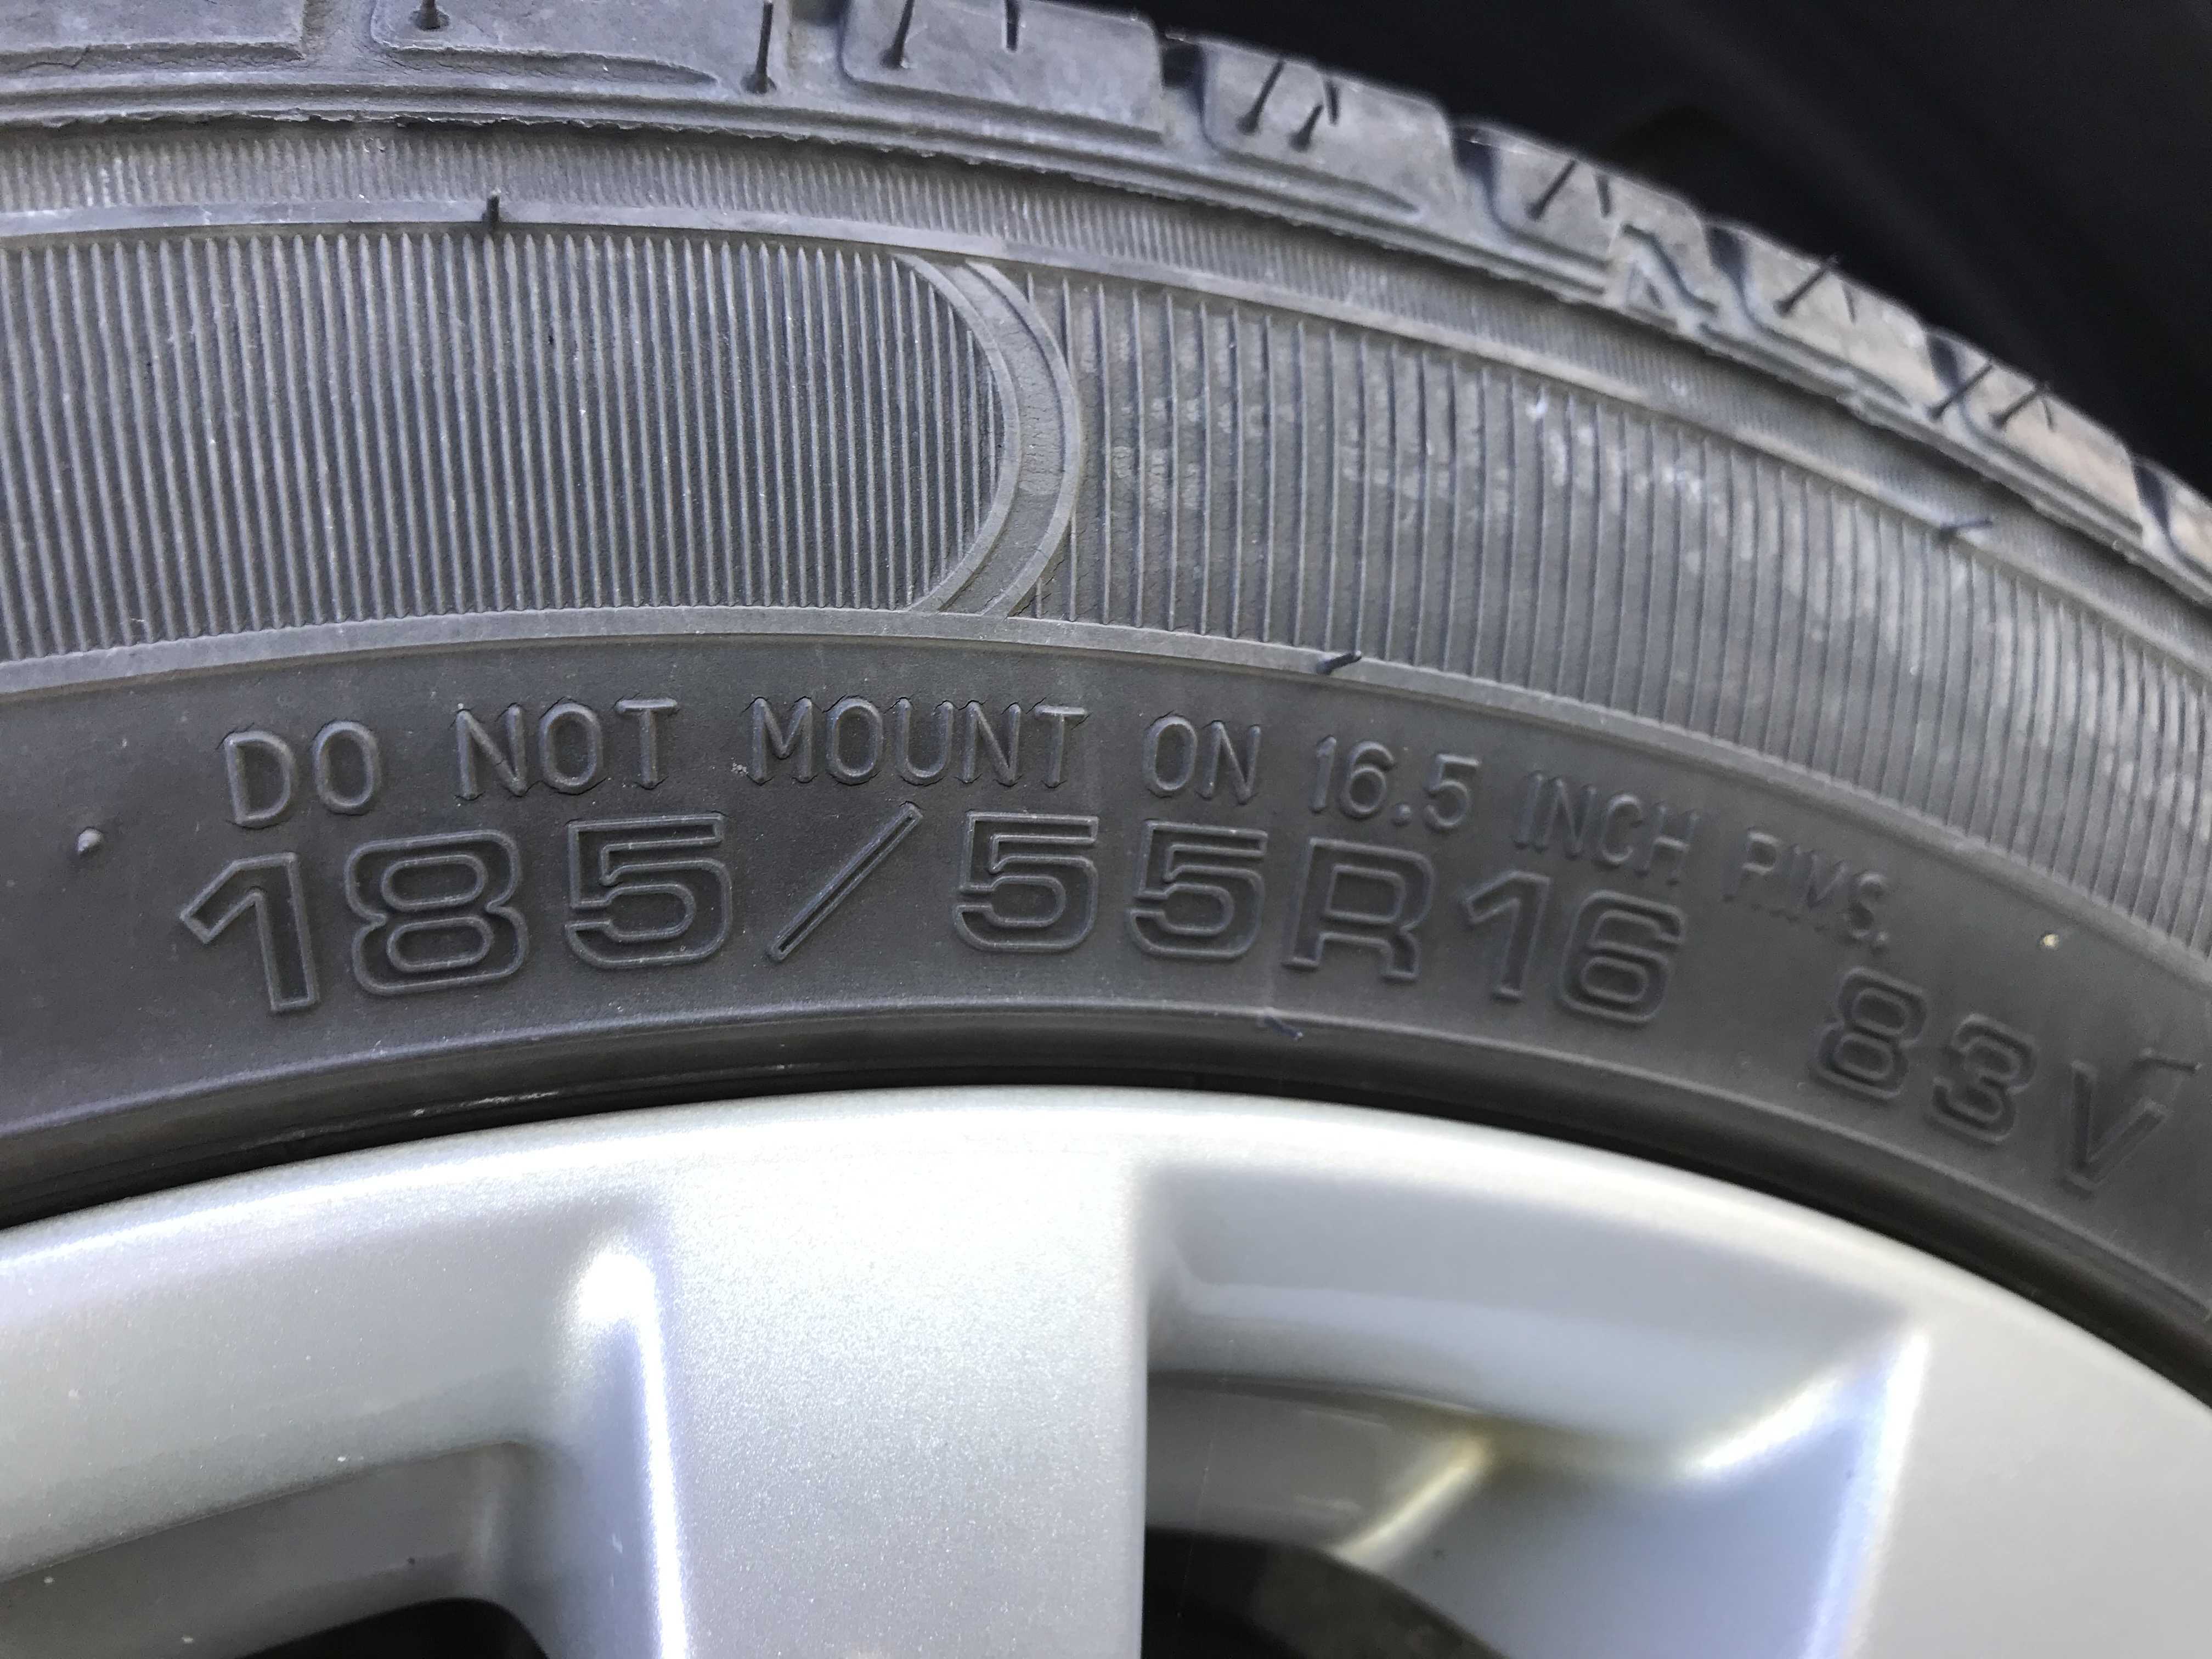 DO NOT MOUNT ON 16.5 INCH RIMS.
185/55R16 83V